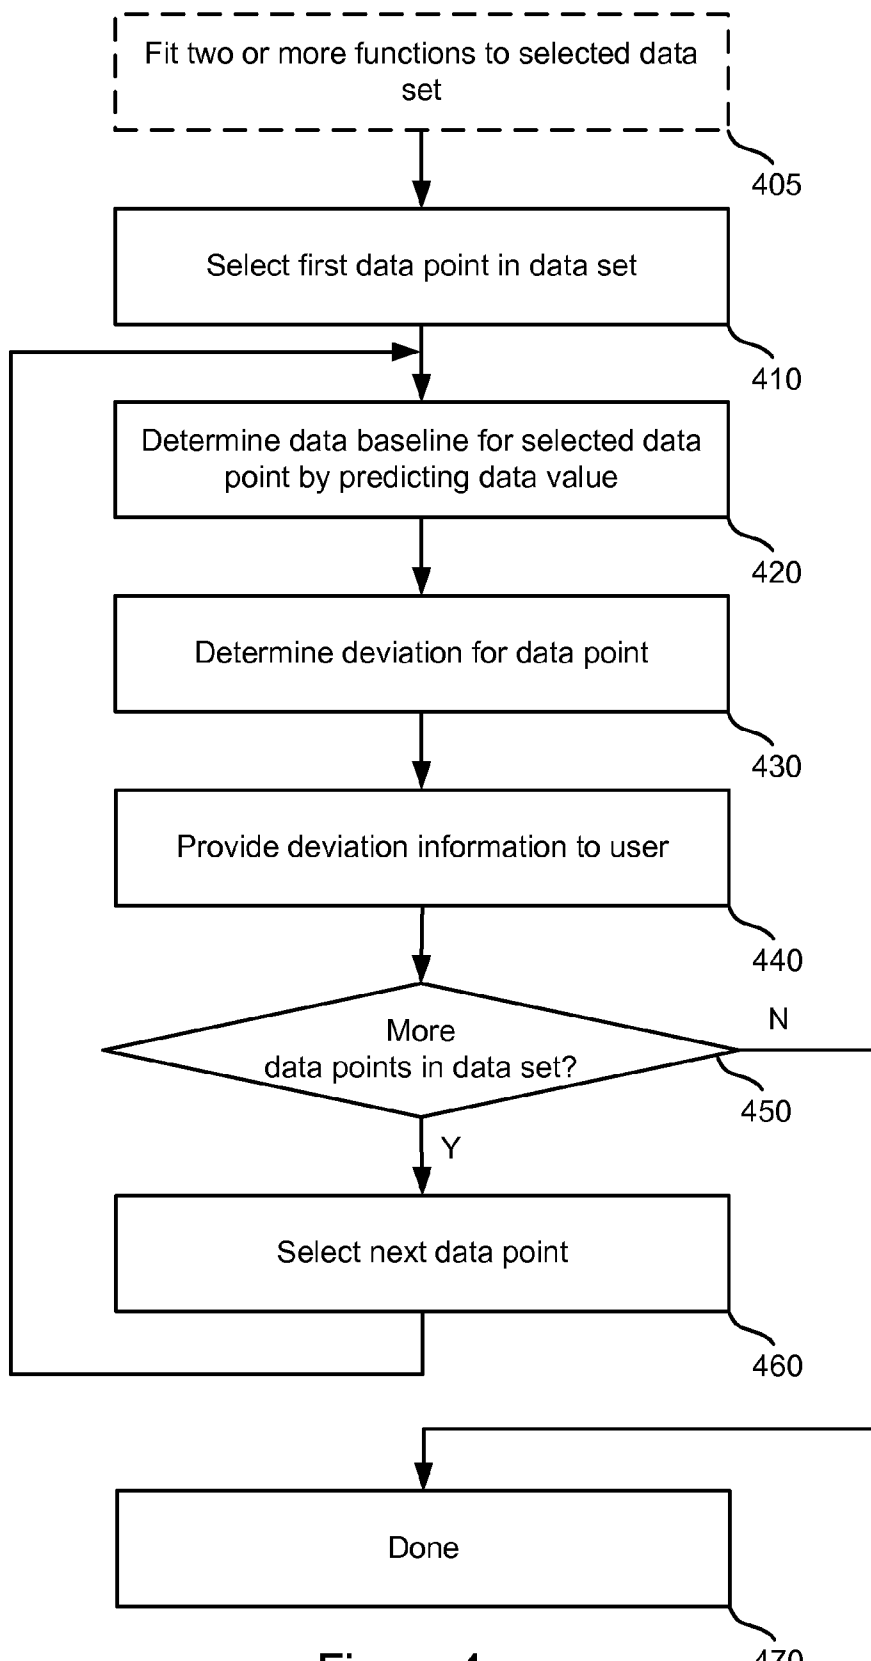 Fit two or more functions to selected data
set
405
Select first data point in data set
410
Determine data baseline for selected data
point by predicting data value
420
Determine deviation for data point
430
Provide deviation information to user
440
More
data points in data set?
N
450
Y
Select next data point
460
Done
470